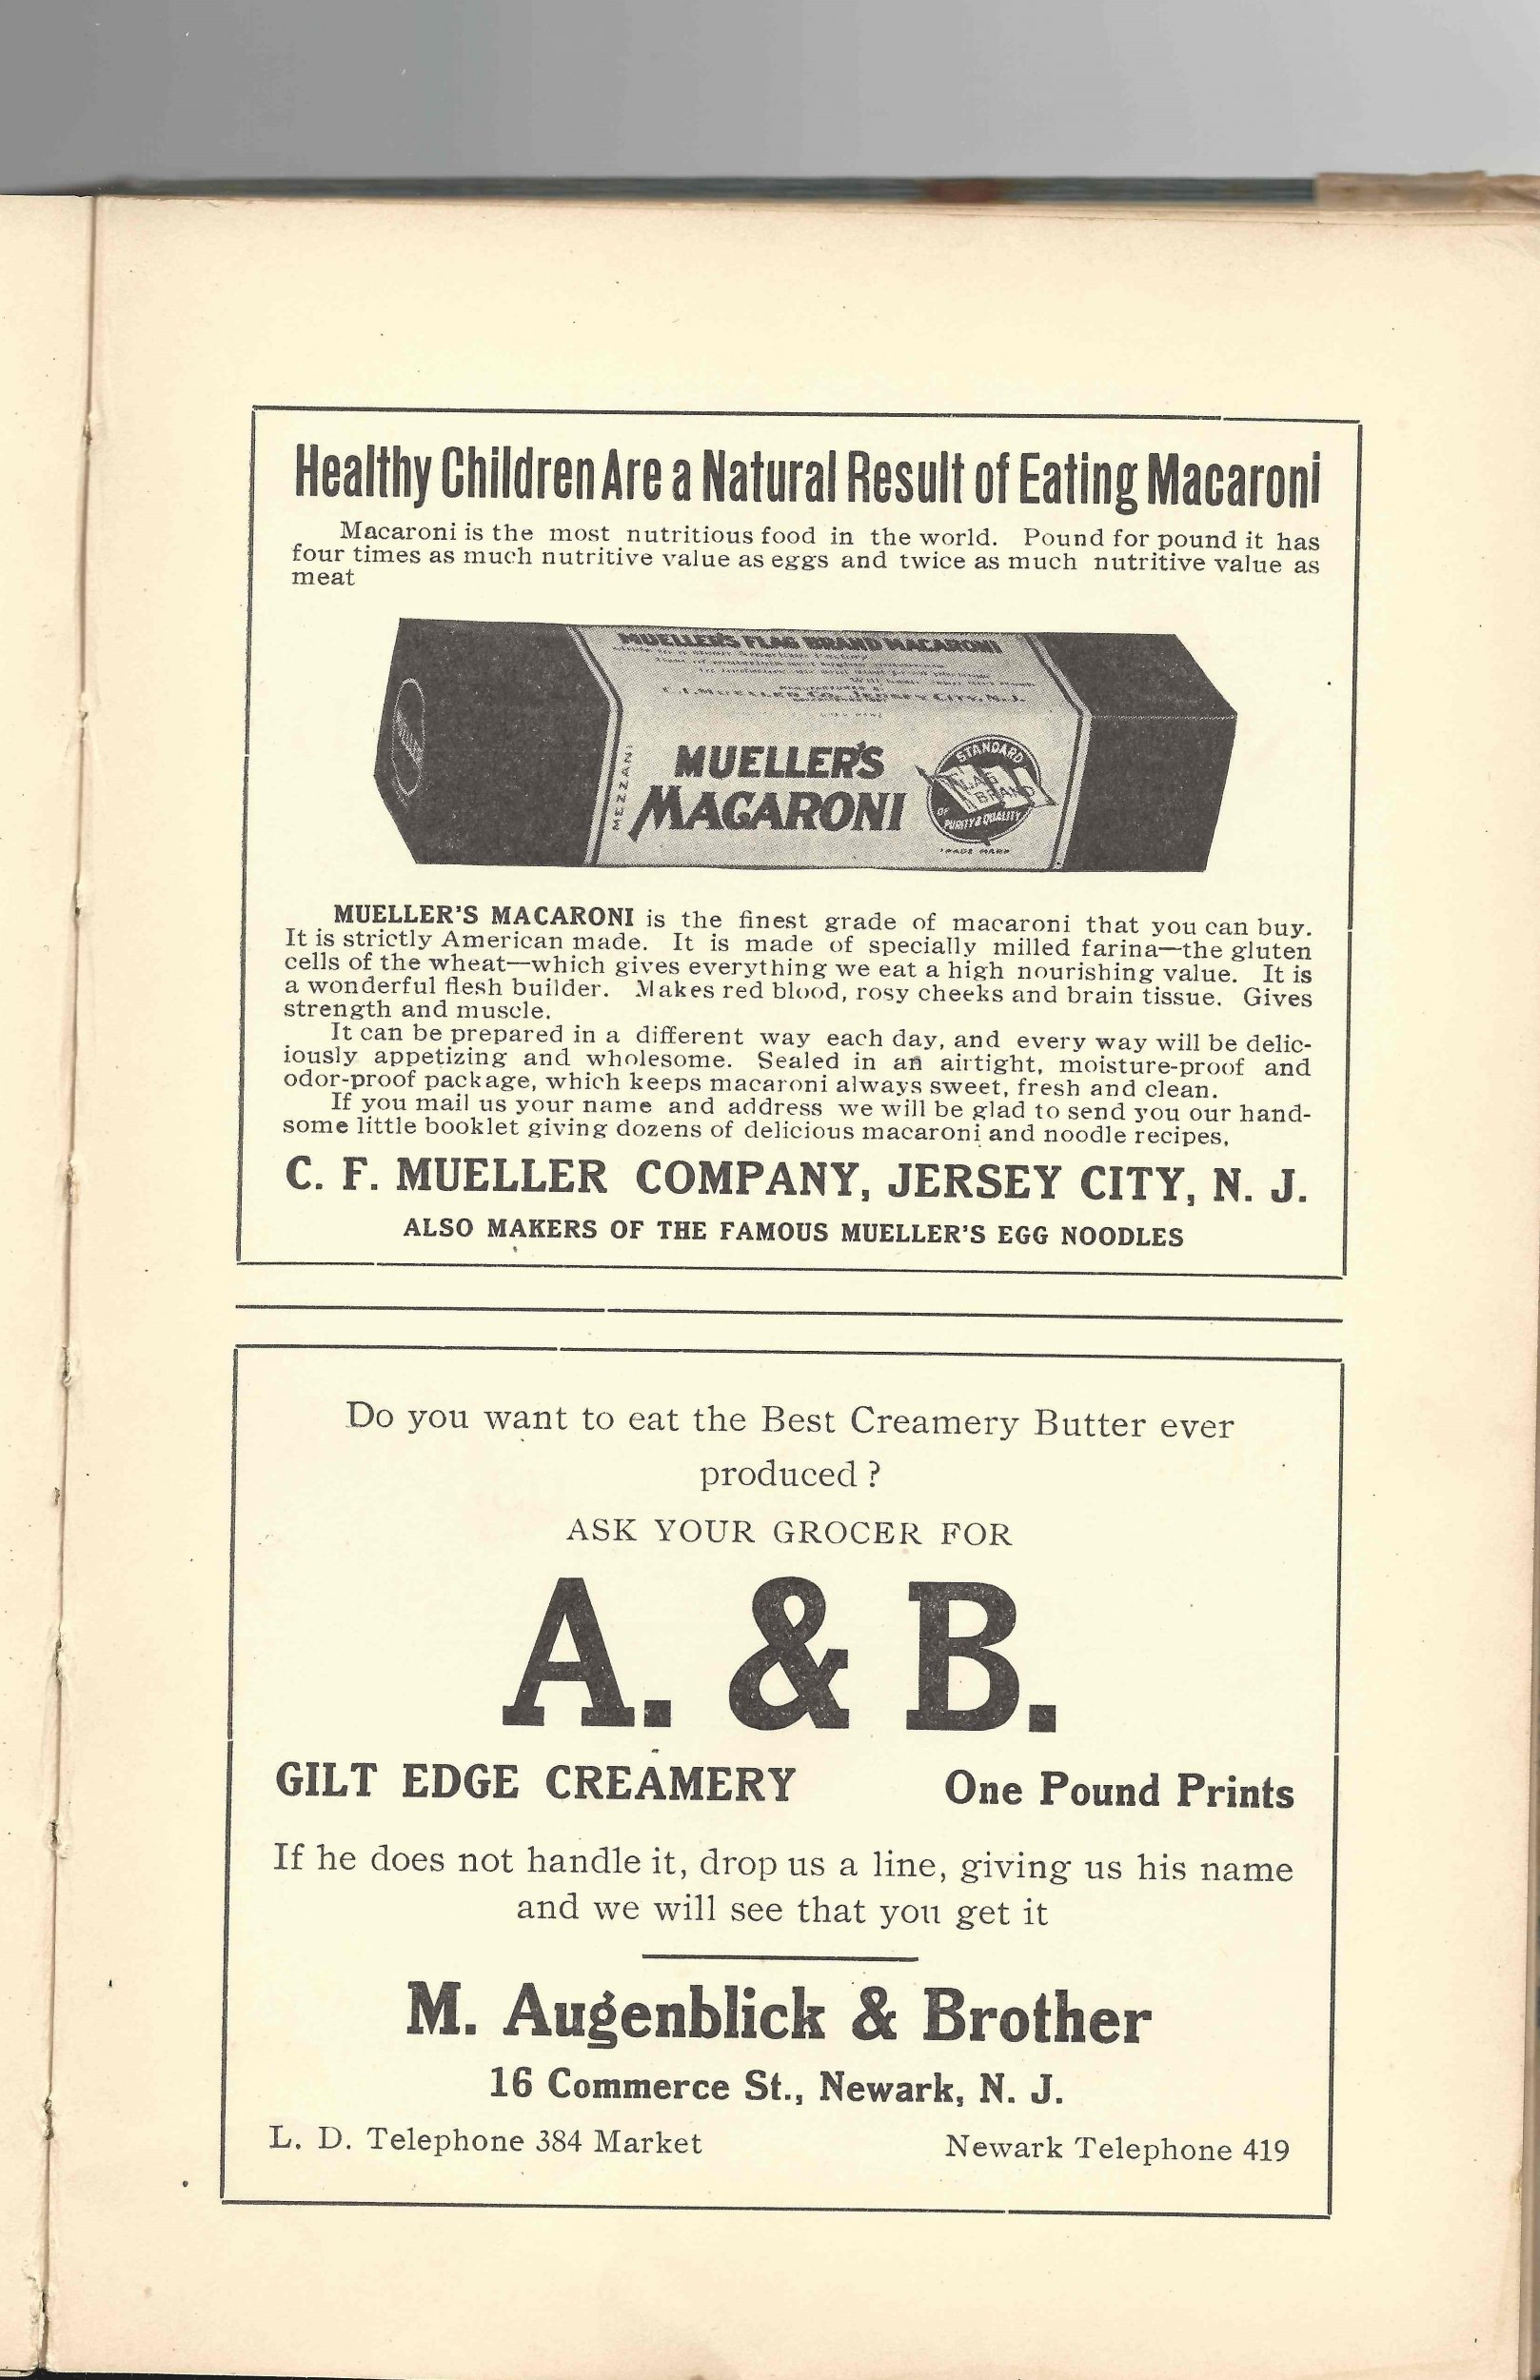 Healthy Children Are a Natural Result of Eating Macaroni
Macaroni is the most nutritious food in the world. Pound for pound it has
four times as much nutritive value as eggs and twice as much nutritive value as
meat
MUELLER'S FLAG BRAND MACARONI
C. F. MUELLER CO., JERSEY CITY, N. J.
MEZZANI
MUELLER'S
MACARONI
STANDARD
FLAG
BRAND
OF
PURITY & QUALITY
TRADE MARK
MUELLER'S MACARONI is the finest grade of macaroni that you can buy.
It is strictly American made. It is made of specially milled farina—the gluten
cells of the wheat—which gives everything we eat a high nourishing value. It is
a wonderful flesh builder. Makes red blood, rosy cheeks and brain tissue. Gives
strength and muscle.
It can be prepared in a different way each day, and every way will be delic-
iously appetizing and wholesome. Sealed in an airtight, moisture-proof and
odor-proof package, which keeps macaroni always sweet, fresh and clean.
If you mail us your name and address we will be glad to send you our hand-
some little booklet giving dozens of delicious macaroni and noodle recipes,
C. F. MUELLER COMPANY, JERSEY CITY, N. J.
ALSO MAKERS OF THE FAMOUS MUELLER'S EGG NOODLES
Do you want to eat the Best Creamery Butter ever
produced ?
ASK YOUR GROCER FOR
A. & B.
GILT EDGE CREAMERY One Pound Prints
If he does not handle it, drop us a line, giving us his name
and we will see that you get it
M. Augenblick & Brother
16 Commerce St., Newark, N. J.
L. D. Telephone 384 Market Newark Telephone 419